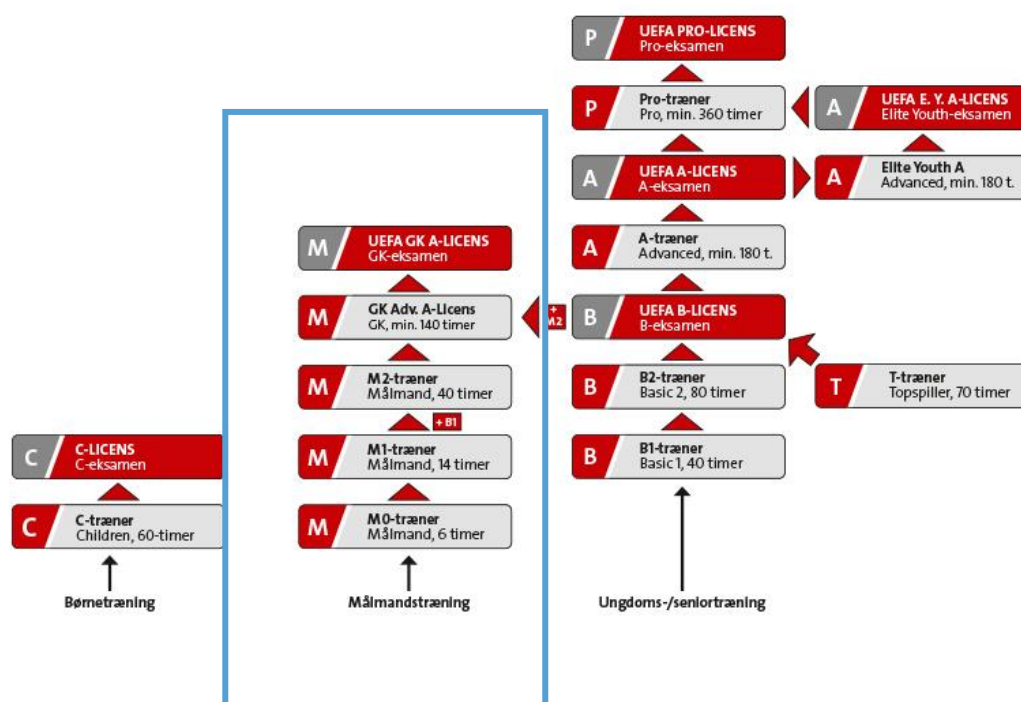 C
C-LICENS
C-eksamen
C
C-træner
Children, 60-timer
Børnetræning
M
UEFA GK A-LICENS
GK-eksamen
M
GK Adv. A-Licens
GK, min. 140 timer
M
M2-træner
Målmand, 40 timer
+ B1
M
M1-træner
Målmand, 14 timer
M
M0-træner
Målmand, 6 timer
Målmandstræning
P
UEFA PRO-LICENS
Pro-eksamen
P
Pro-træner
Pro, min. 360 timer
A
UEFA A-LICENS
A-eksamen
A
A-træner
Advanced, min. 180 t.
+
M2
B
UEFA B-LICENS
B-eksamen
B
B2-træner
Basic 2, 80 timer
B
B1-træner
Basic 1, 40 timer
Ungdoms-/seniortræning
A
UEFA E. Y. A-LICENS
Elite Youth-eksamen
A
Elite Youth A
Advanced, min. 180 t.
T
T-træner
Topspiller, 70 timer